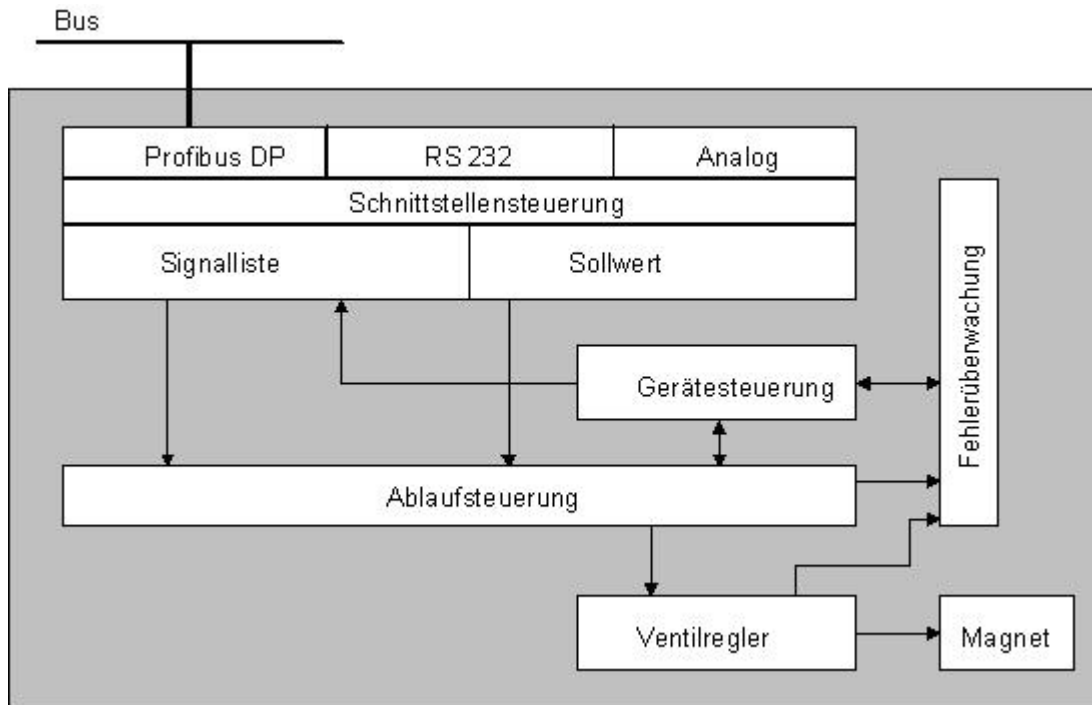 Bus
Profibus DP
RS 232
Analog
Schnittstellensteuerung
Signalliste
Sollwert
Gerätesteuerung
Fehlerüberwachung
Ablaufsteuerung
Ventilregler
Magnet